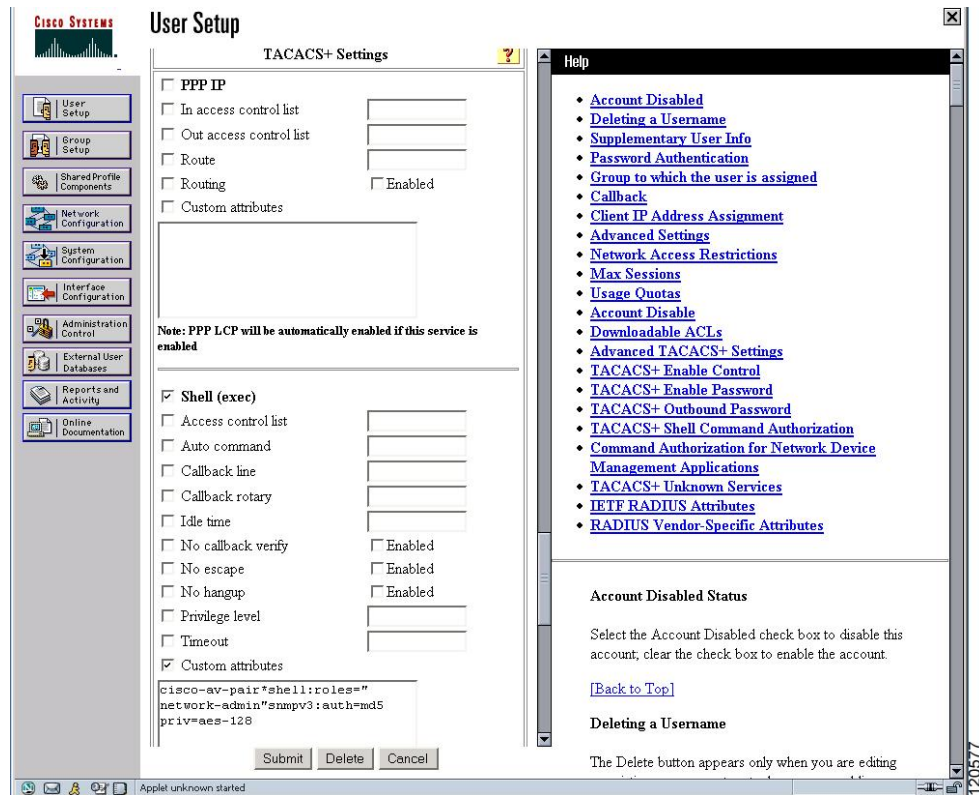 CISCO SYSTEMS
User Setup
User
Setup
Group
Setup
Shared Profile
Components
Network
Configuration
System
Configuration
Interface
Configuration
Administration
Control
External User
Databases
Reports and
Activity
Online
Documentation
TACACS+ Settings
?
PPP IP
In access control list
Out access control list
Route
Routing Enabled
Custom attributes
Note: PPP LCP will be automatically enabled if this service is
enabled
Shell (exec)
Access control list
Auto command
Callback line
Callback rotary
Idle time
No callback verify Enabled
No escape Enabled
No hangup Enabled
Privilege level
Timeout
Custom attributes
cisco-av-pair*shell:roles="
network-admin"snmpv3:auth=md5
priv=aes-128
Submit Delete Cancel
Help
Account Disabled
Deleting a Username
Supplementary User Info
Password Authentication
Group to which the user is assigned
Callback
Client IP Address Assignment
Advanced Settings
Network Access Restrictions
Max Sessions
Usage Quotas
Account Disable
Downloadable ACLs
Advanced TACACS+ Settings
TACACS+ Enable Control
TACACS+ Enable Password
TACACS+ Outbound Password
TACACS+ Shell Command Authorization
Command Authorization for Network Device
Management Applications
TACACS+ Unknown Services
IETF RADIUS Attributes
RADIUS Vendor-Specific Attributes
Account Disabled Status
Select the Account Disabled check box to disable this
account; clear the check box to enable the account.
[Back to Top]
Deleting a Username
The Delete button appears only when you are editing
Applet unknown started
120577